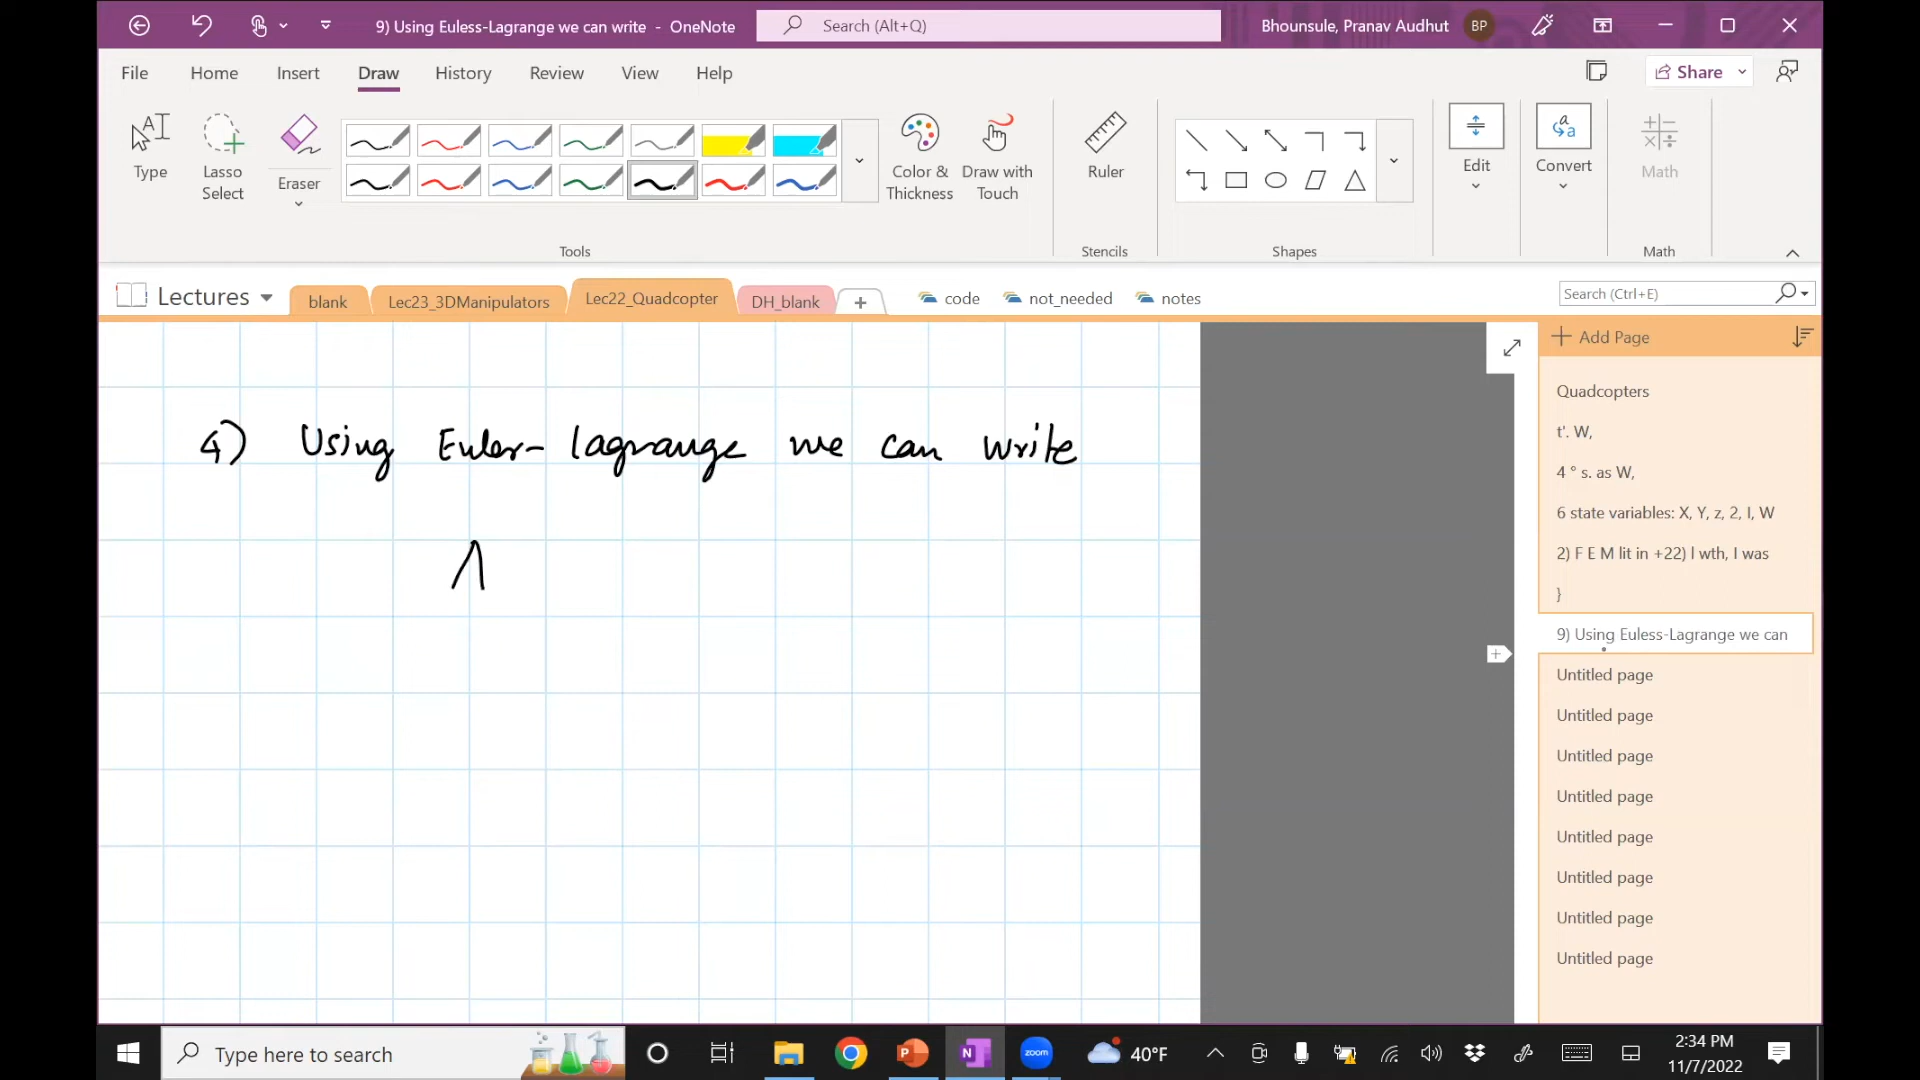 9) Using Euless-Lagrange we can write - OneNote
Search (Alt+Q)
Bhounsule, Pranav Audhut
BP
File
Home
Insert
Draw
History
Review
View
Help
Share
Type
Lasso
Select
Eraser
Color &
Thickness
Draw with
Touch
Ruler
Edit
Convert
Math
Tools
Stencils
Shapes
Math
Lectures
blank
Lec23_3DManipulators
Lec22_Quadcopter
DH_blank
code
not_needed
notes
Search (Ctrl+E)
4) Using Euler-lagrange we can write
Add Page
Quadcopters
t'. W,
4 ° s. as W,
6 state variables: X, Y, z, 2, I, W
2) F E M lit in +22) l wth, I was
}
9) Using Euless-Lagrange we can
Untitled page
Untitled page
Untitled page
Untitled page
Untitled page
Untitled page
Untitled page
Untitled page
Type here to search
zoom
40°F
2:34 PM
11/7/2022